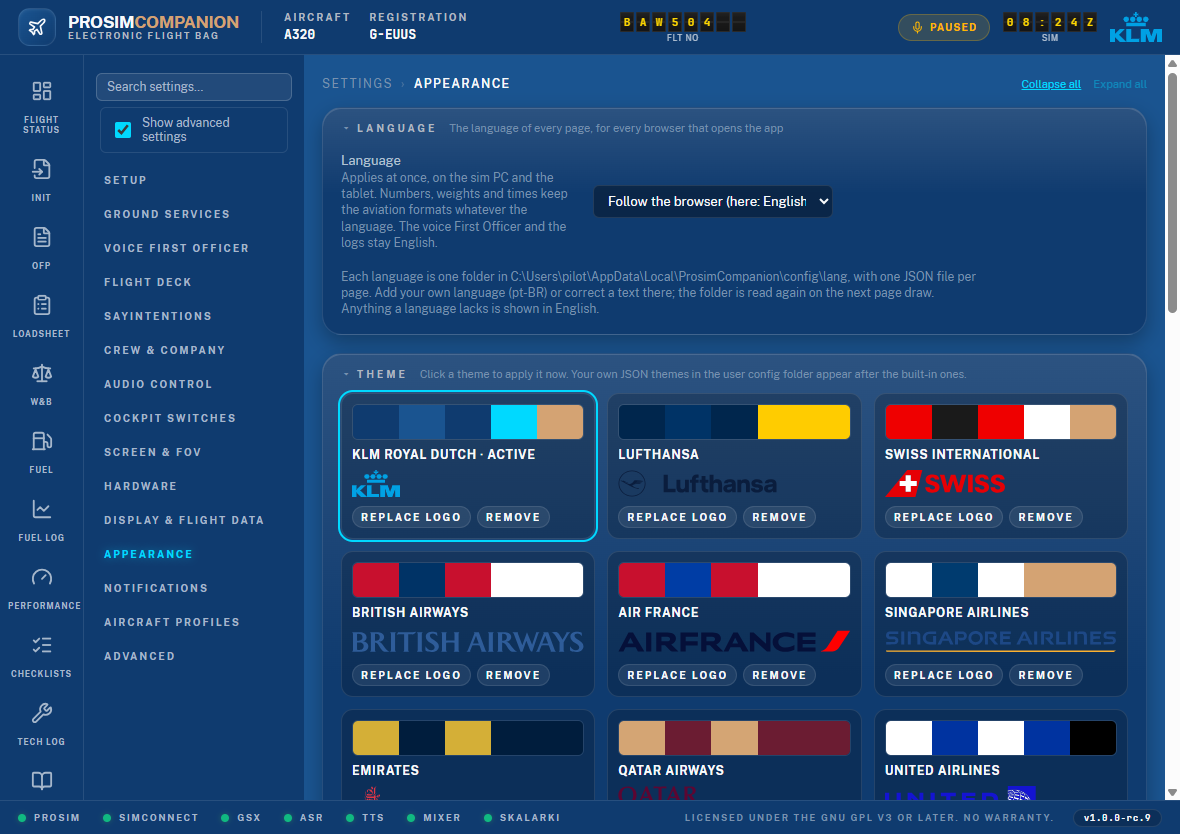 PROSIMCOMPANION
ELECTRONIC FLIGHT BAG
AIRCRAFT
A320
REGISTRATION
G-EUUS
BAW504
FLT NO
PAUSED
08:24Z
SIM
KLM
FLIGHT STATUS
INIT
OFP
LOADSHEET
W&B
FUEL
FUEL LOG
PERFORMANCE
CHECKLISTS
TECH LOG
Search settings...
Show advanced
settings
SETUP
GROUND SERVICES
VOICE FIRST OFFICER
FLIGHT DECK
SAYINTENTIONS
CREW & COMPANY
AUDIO CONTROL
COCKPIT SWITCHES
SCREEN & FOV
HARDWARE
DISPLAY & FLIGHT DATA
APPEARANCE
NOTIFICATIONS
AIRCRAFT PROFILES
ADVANCED
SETTINGS › APPEARANCE
Collapse all Expand all
LANGUAGE The language of every page, for every browser that opens the app
Language
Applies at once, on the sim PC and the
tablet. Numbers, weights and times keep
the aviation formats whatever the
language. The voice First Officer and the
logs stay English.
Follow the browser (here: English
Each language is one folder in C:\Users\pilot\AppData\Local\ProsimCompanion\config\lang, with one JSON file per
page. Add your own language (pt-BR) or correct a text there; the folder is read again on the next page draw.
Anything a language lacks is shown in English.
THEME Click a theme to apply it now. Your own JSON themes in the user config folder appear after the built-in ones.
KLM ROYAL DUTCH · ACTIVE
KLM
REPLACE LOGO REMOVE
LUFTHANSA
Lufthansa
REPLACE LOGO REMOVE
SWISS INTERNATIONAL
SWISS
REPLACE LOGO REMOVE
BRITISH AIRWAYS
BRITISH AIRWAYS
REPLACE LOGO REMOVE
AIR FRANCE
AIRFRANCE
REPLACE LOGO REMOVE
SINGAPORE AIRLINES
SINGAPORE AIRLINES
REPLACE LOGO REMOVE
EMIRATES
QATAR AIRWAYS
QATAR
UNITED AIRLINES
UNITED
PROSIM SIMCONNECT GSX ASR TTS MIXER SKALARKI
LICENSED UNDER THE GNU GPL V3 OR LATER. NO WARRANTY.
v1.0.0-rc.9